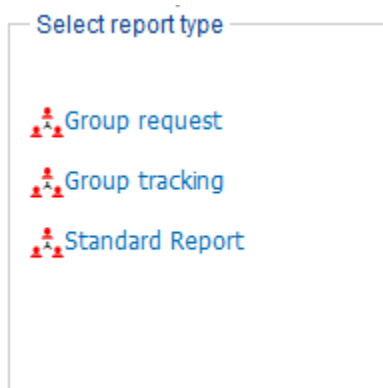 Select report type
Group request
Group tracking
Standard Report